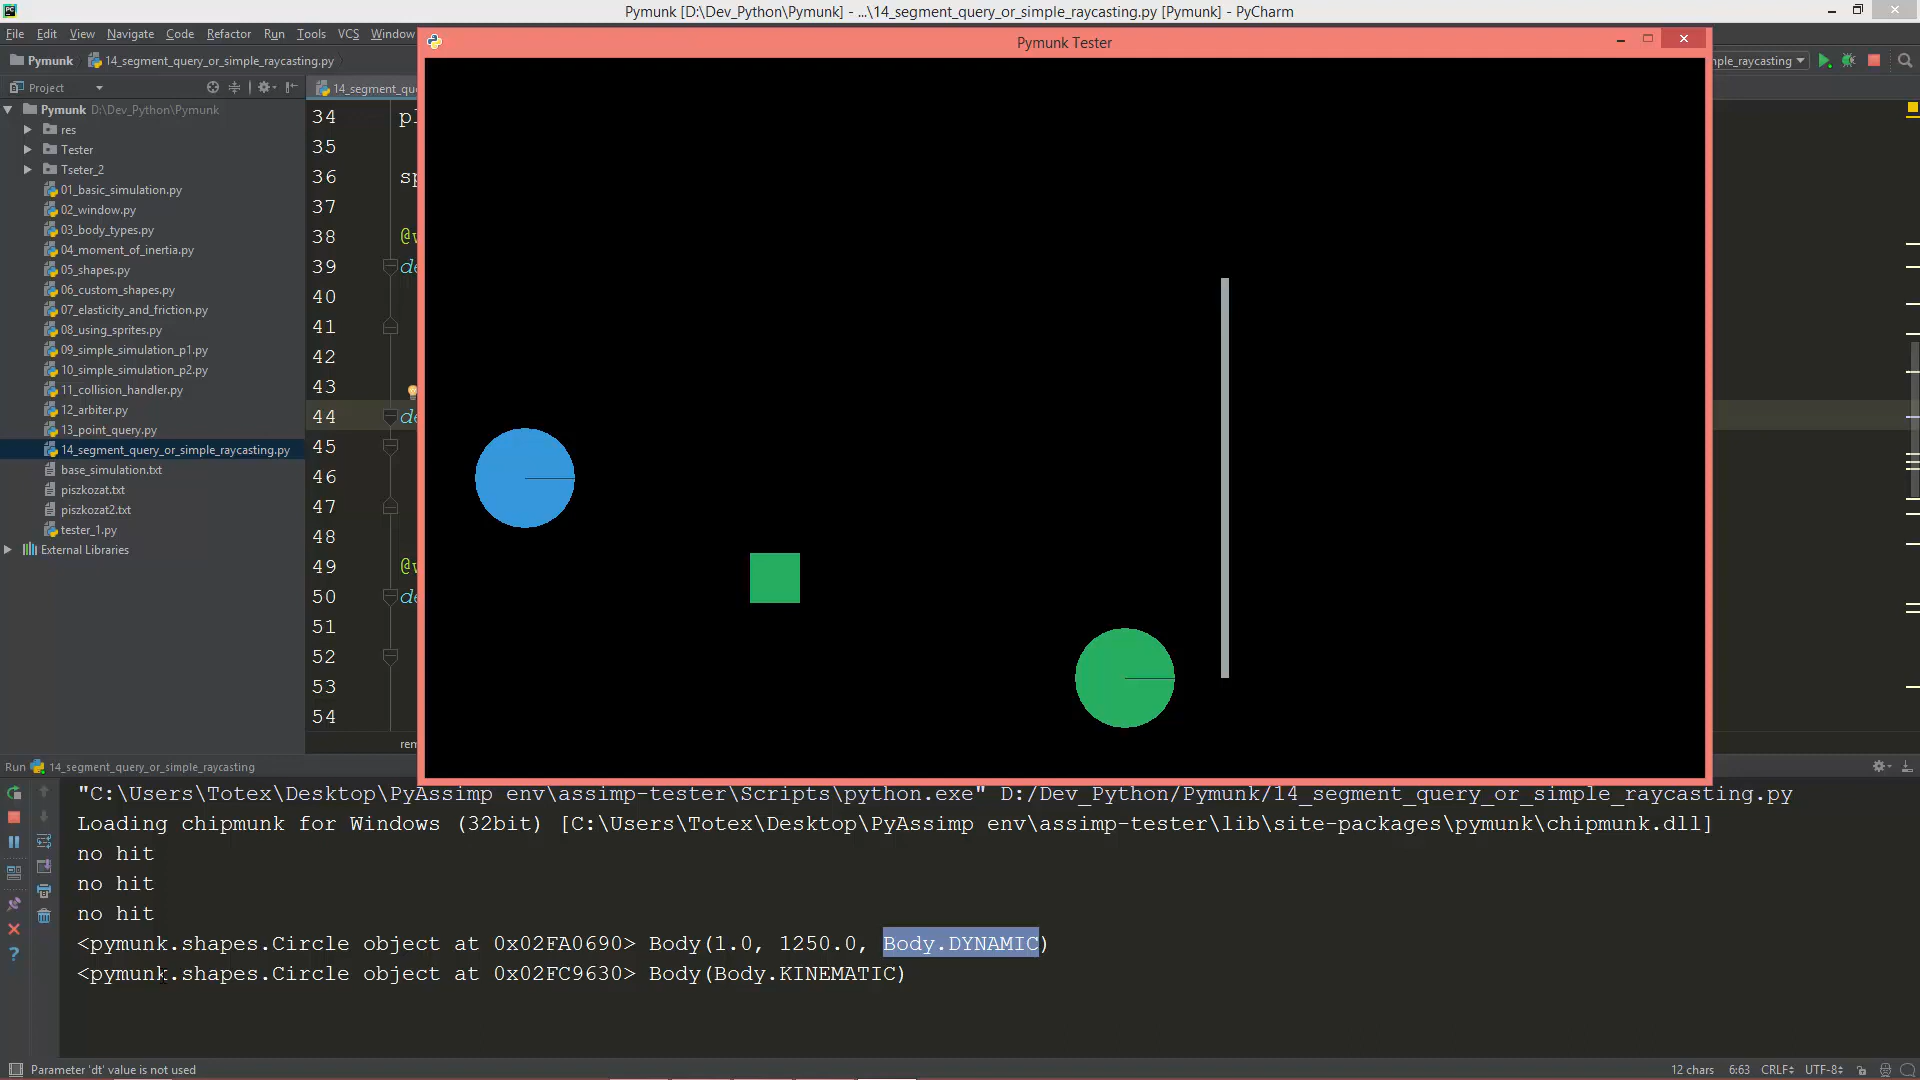 Pymunk [D:\Dev_Python\Pymunk] - ...\14_segment_query_or_simple_raycasting.py [Pymunk] - PyCharm
File Edit View Navigate Code Refactor Run Tools VCS Window
Pymunk Tester
Pymunk 14_segment_query_or_simple_raycasting.py
mple_raycasting
Project
14_segment_qu
Pymunk D:\Dev_Python\Pymunk
res
Tester
Tseter_2
01_basic_simulation.py
02_window.py
03_body_types.py
04_moment_of_inertia.py
05_shapes.py
06_custom_shapes.py
07_elasticity_and_friction.py
08_using_sprites.py
09_simple_simulation_p1.py
10_simple_simulation_p2.py
11_collision_handler.py
12_arbiter.py
13_point_query.py
14_segment_query_or_simple_raycasting.py
base_simulation.txt
piszkozat.txt
piszkozat2.txt
tester_1.py
External Libraries
34 pl
35
36 sp
37
38 @w
39 de
40
41
42
43
44 de
45
46
47
48
49 @w
50 de
51
52
53
54
rem
Run 14_segment_query_or_simple_raycasting
"C:\Users\Totex\Desktop\PyAssimp env\assimp-tester\Scripts\python.exe" D:/Dev_Python/Pymunk/14_segment_query_or_simple_raycasting.py
Loading chipmunk for Windows (32bit) [C:\Users\Totex\Desktop\PyAssimp env\assimp-tester\lib\site-packages\pymunk\chipmunk.dll]
no hit
no hit
no hit
<pymunk.shapes.Circle object at 0x02FA0690> Body(1.0, 1250.0, Body.DYNAMIC)
<pymunk.shapes.Circle object at 0x02FC9630> Body(Body.KINEMATIC)
Parameter 'dt' value is not used
12 chars 6:63 CRLF UTF-8